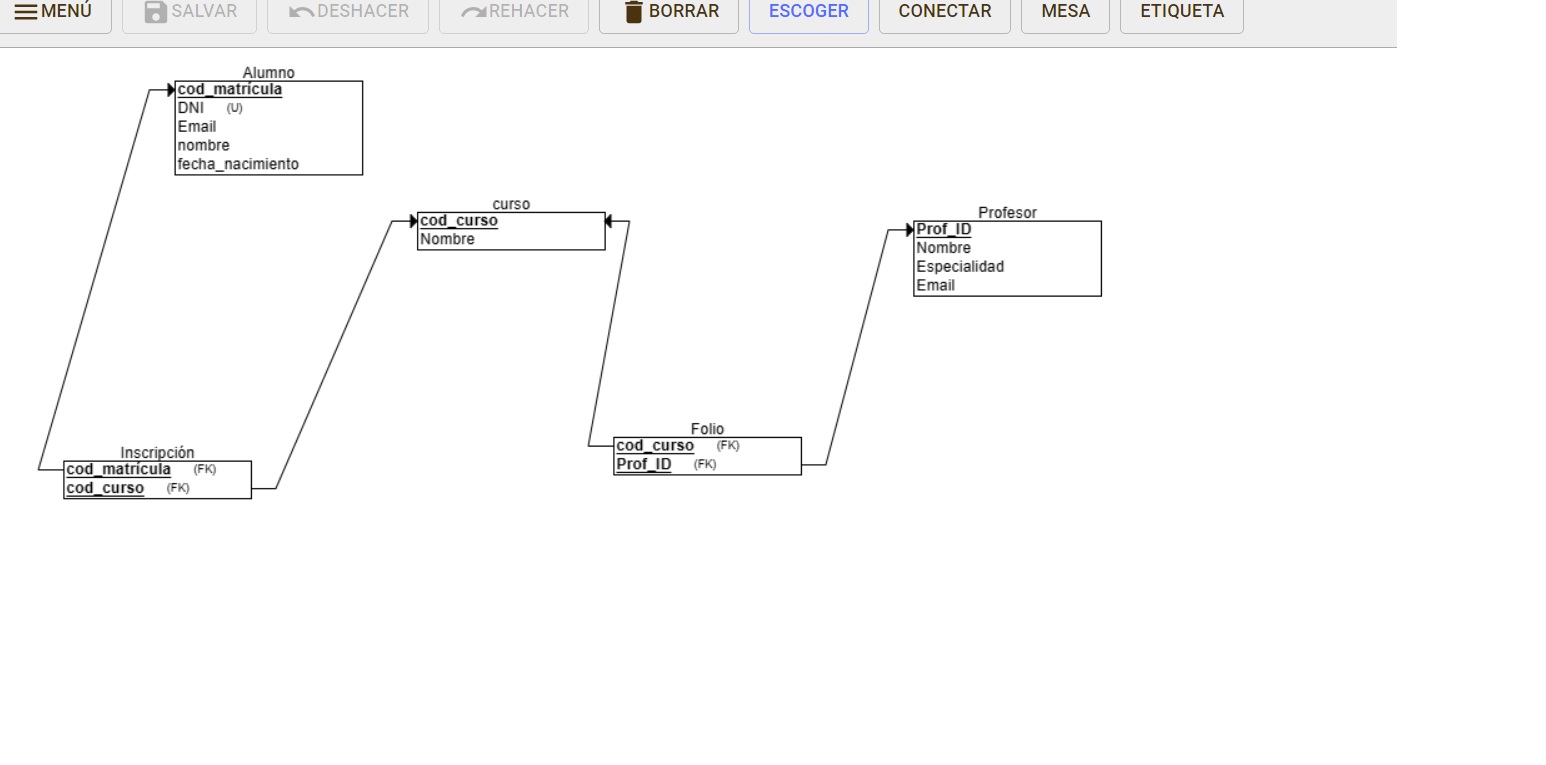 MENÚ SALVAR DESHACER REHACER BORRAR ESCOGER CONECTAR MESA ETIQUETA
Alumno
cod_matrícula
DNI (U)
Email
nombre
fecha_nacimiento
curso
cod_curso
Nombre
Profesor
Prof_ID
Nombre
Especialidad
Email
Inscripción
cod_matrícula (FK)
cod_curso (FK)
Folio
cod_curso (FK)
Prof_ID (FK)